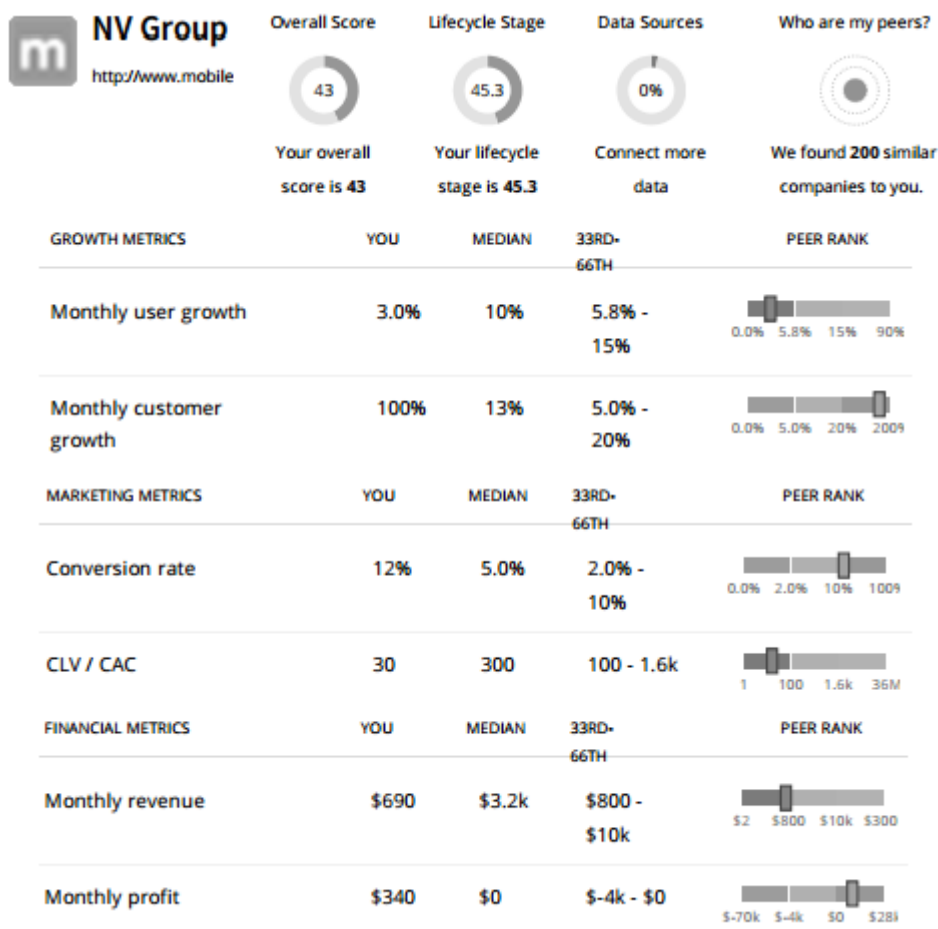 m
NV Group
http://www.mobile
Overall Score
Lifecycle Stage
Data Sources
Who are my peers?
43
45.3
0%
Your overall
score is 43
Your lifecycle
stage is 45.3
Connect more
data
We found 200 similar
companies to you.
GROWTH METRICS YOU MEDIAN 33RD-
66TH PEER RANK
Monthly user growth 3.0% 10% 5.8% -
15%
0.0% 5.8% 15% 90%
Monthly customer
growth 100% 13% 5.0% -
20%
0.0% 5.0% 20% 200%
MARKETING METRICS YOU MEDIAN 33RD-
66TH PEER RANK
Conversion rate 12% 5.0% 2.0% -
10%
0.0% 2.0% 10% 100%
CLV / CAC 30 300 100 - 1.6k
1 100 1.6k 36M
FINANCIAL METRICS YOU MEDIAN 33RD-
66TH PEER RANK
Monthly revenue $690 $3.2k $800 -
$10k
$2 $800 $10k $300
Monthly profit $340 $0 $-4k - $0
$-70k $-4k $0 $28k